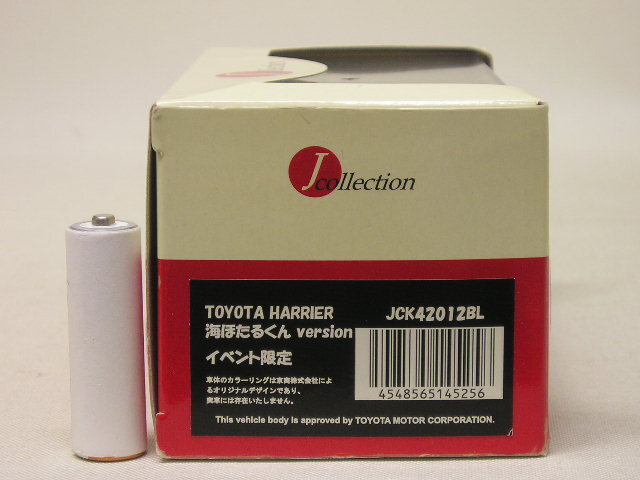 J collection
TOYOTA HARRIER
海ほたるくん version
イベント限定
JCK42012BL
4548565145256
車体のカラーリングは京商株式会社によ
るオリジナルデザインであり、
実車には存在いたしません。
This vehicle body is approved by TOYOTA MOTOR CORPORATION.